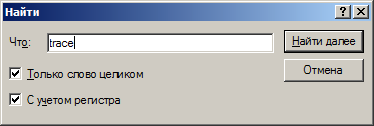 Найти
Что: trace
Найти далее
Только слово целиком
Отмена
С учетом регистра